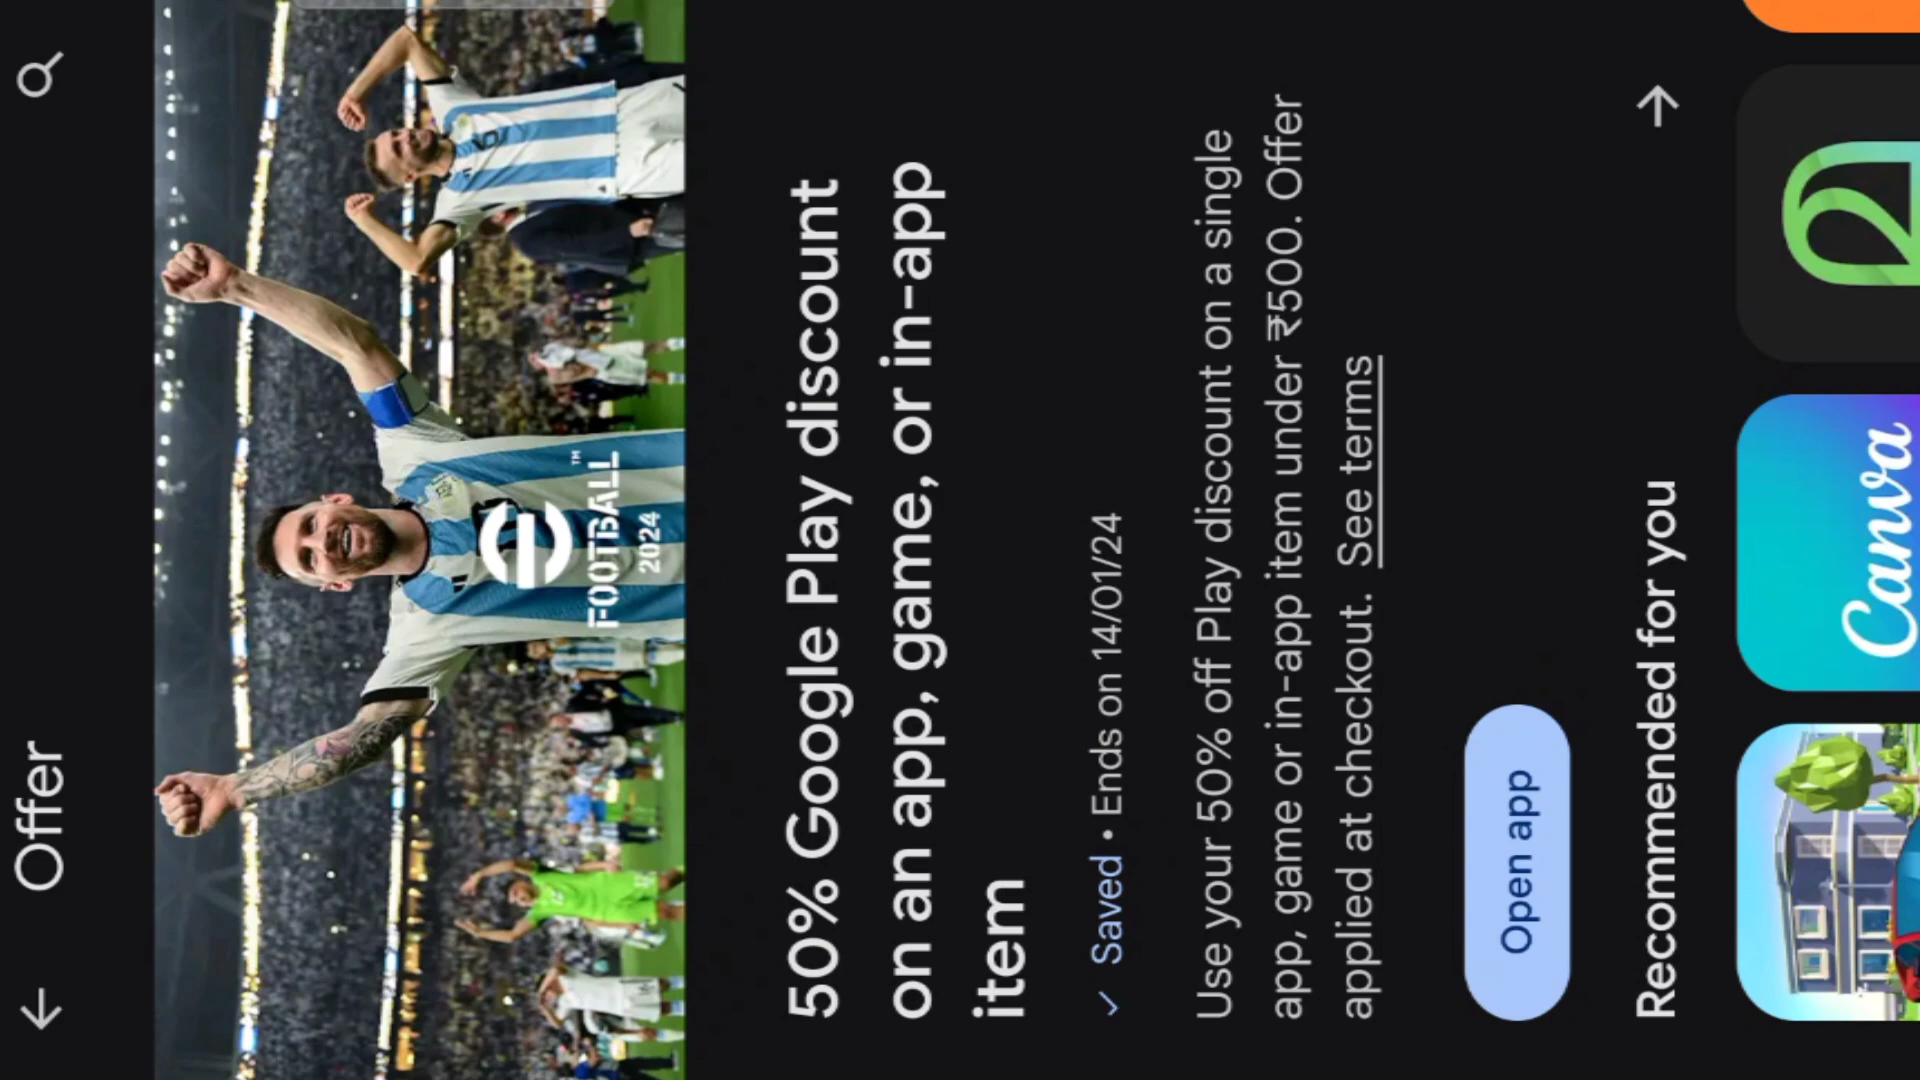 Offer
FOOTBALL™
2024
50% Google Play discount
on an app, game, or in-app
item
Saved • Ends on 14/01/24
Use your 50% off Play discount on a single
app, game or in-app item under ₹500. Offer
applied at checkout. See terms
Open app
Recommended for you
Canva